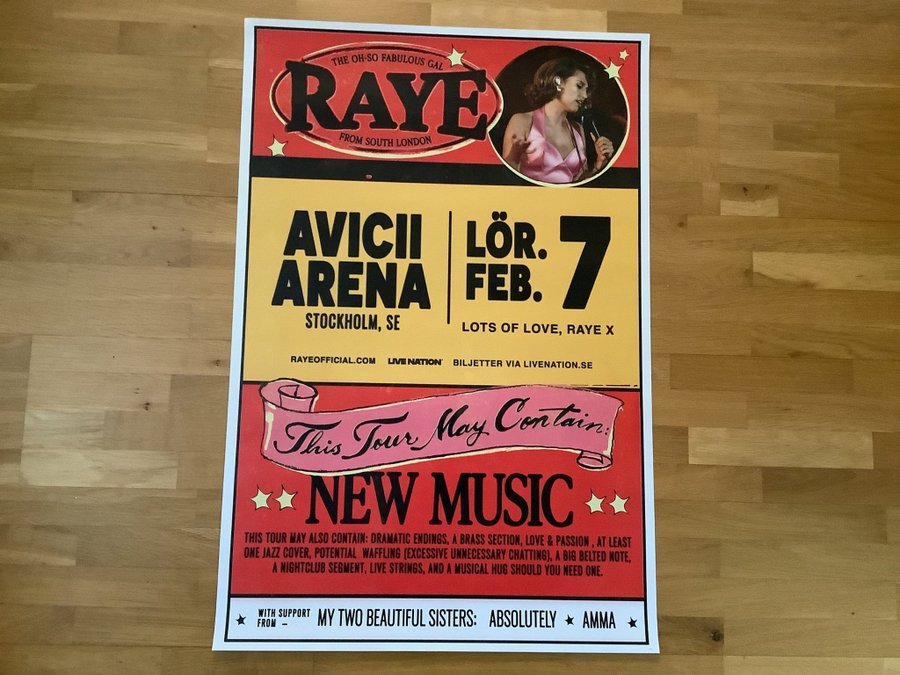 THE OH-SO FABULOUS GAL
RAYE
FROM SOUTH LONDON
AVICII
ARENA
STOCKHOLM, SE
LÖR.
FEB. 7
LOTS OF LOVE, RAYE X
RAYEOFFICIAL.COM LIVE NATION BILJETTER VIA LIVENATION.SE
This Tour May Contain:
NEW MUSIC
THIS TOUR MAY ALSO CONTAIN: DRAMATIC ENDINGS, A BRASS SECTION, LOVE & PASSION , AT LEAST
ONE JAZZ COVER, POTENTIAL WAFFLING (EXCESSIVE UNNECESSARY CHATTING), A BIG BELTED NOTE,
A NIGHTCLUB SEGMENT, LIVE STRINGS, AND A MUSICAL HUG SHOULD YOU NEED ONE.
WITH SUPPORT
FROM –
MY TWO BEAUTIFUL SISTERS: ABSOLUTELY ★ AMMA